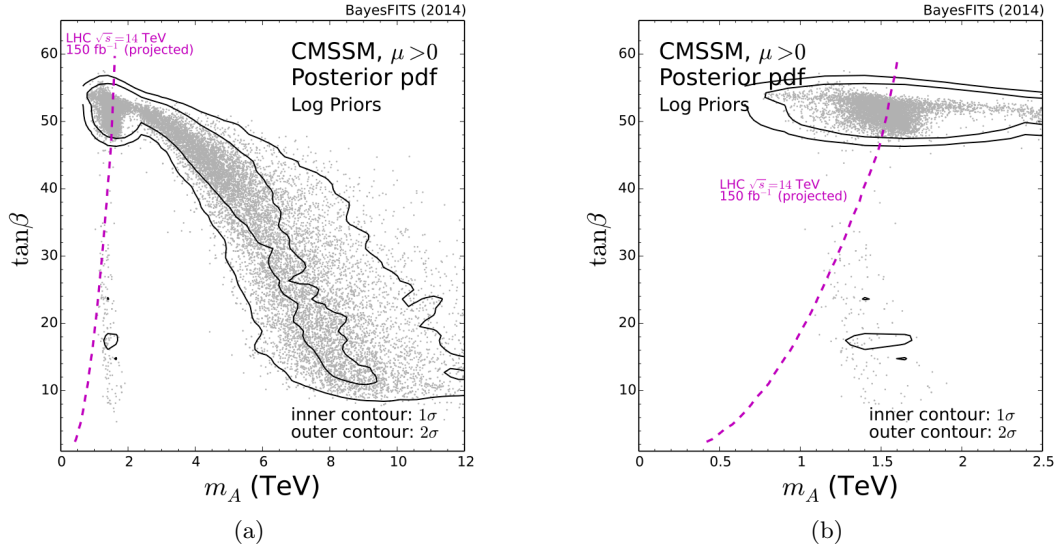 BayesFITS (2014)
LHC √s = 14 TeV
150 fb⁻¹ (projected)
CMSSM, μ > 0
Posterior pdf
Log Priors
tanβ
60
50
40
30
20
10
inner contour: 1σ
outer contour: 2σ
0 2 4 6 8 10 12
m_A (TeV)
(a)
BayesFITS (2014)
CMSSM, μ > 0
Posterior pdf
Log Priors
LHC √s = 14 TeV
150 fb⁻¹ (projected)
tanβ
60
50
40
30
20
10
inner contour: 1σ
outer contour: 2σ
0 0.5 1 1.5 2 2.5
m_A (TeV)
(b)